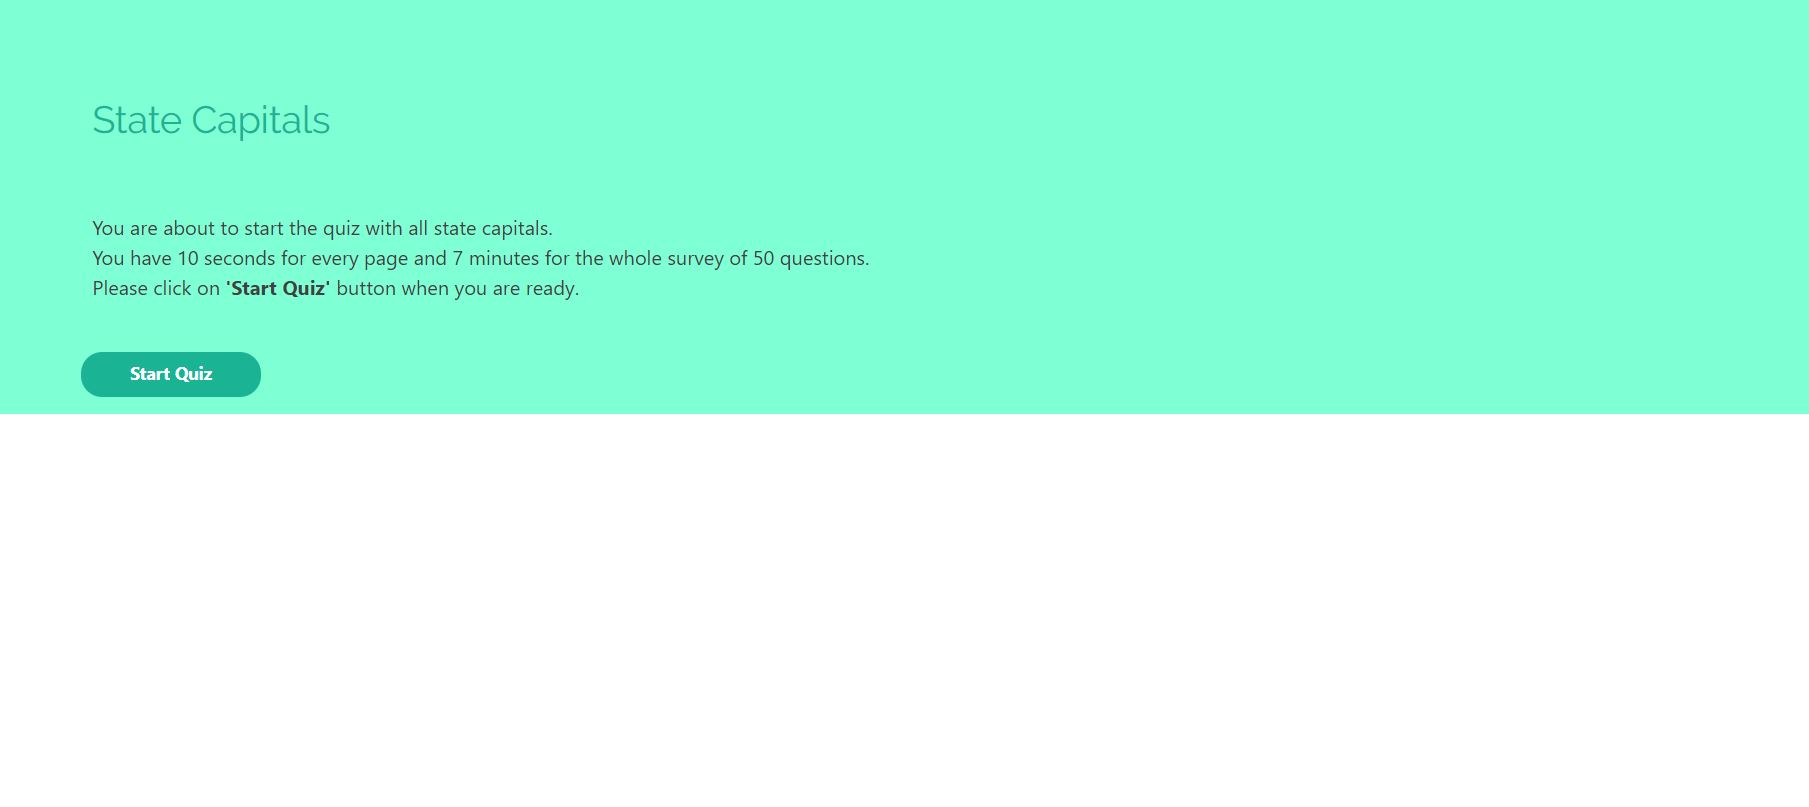 State Capitals
You are about to start the quiz with all state capitals.
You have 10 seconds for every page and 7 minutes for the whole survey of 50 questions.
Please click on 'Start Quiz' button when you are ready.
Start Quiz